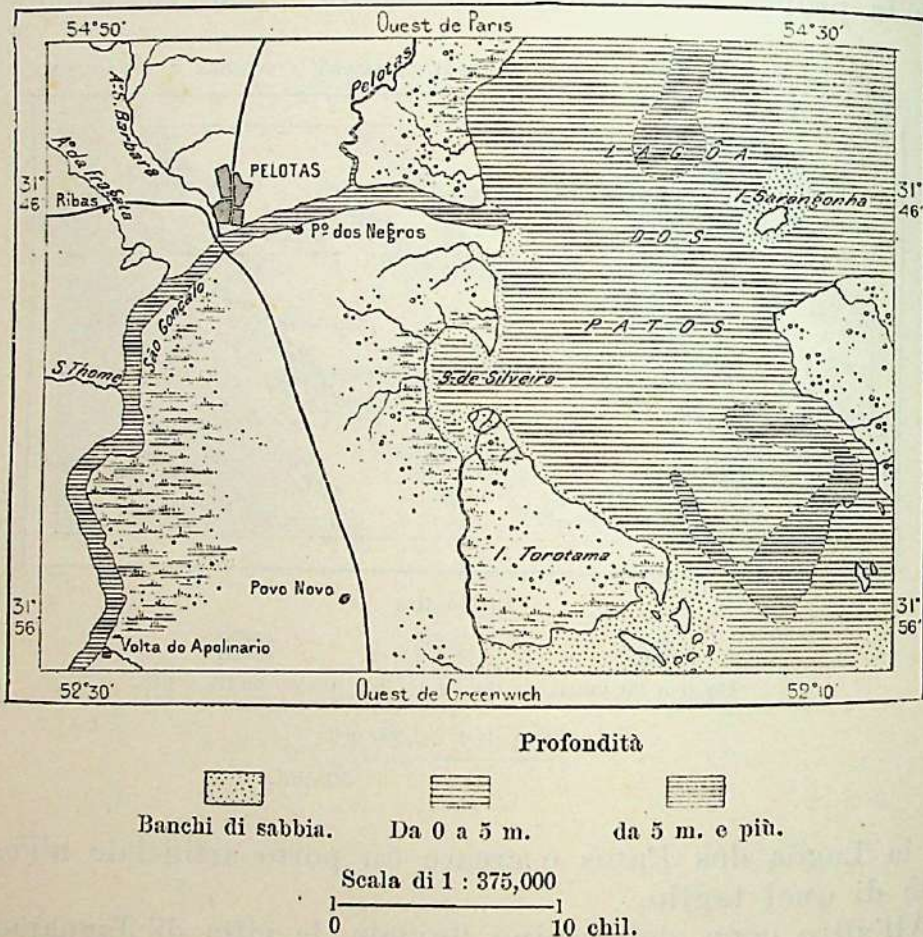 Ouest de Paris
54°50'
54°30'
Pelotas
Aº S. Barbara
Aº da Fragata
PELOTAS
LAGÔA
31°
46'
Ribas
I. Sarangonha
31°
46'
Pº dos Negros
DOS
São Gonçalo
PATOS
S. Thome
S. de Silveira
I. Torotama
Povo Novo
31°
56'
31°
56'
Volta do Apolinario
52°30'
Ouest de Greenwich
52°10'
Profondità
Banchi di sabbia.
Da 0 a 5 m.
da 5 m. e più.
Scala di 1 : 375,000
0
10 chil.